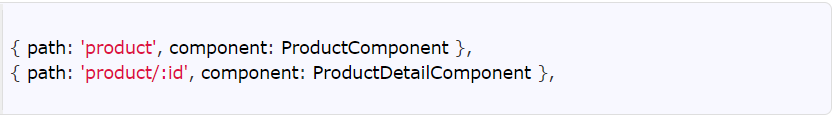 { path: 'product', component: ProductComponent },
{ path: 'product/:id', component: ProductDetailComponent },